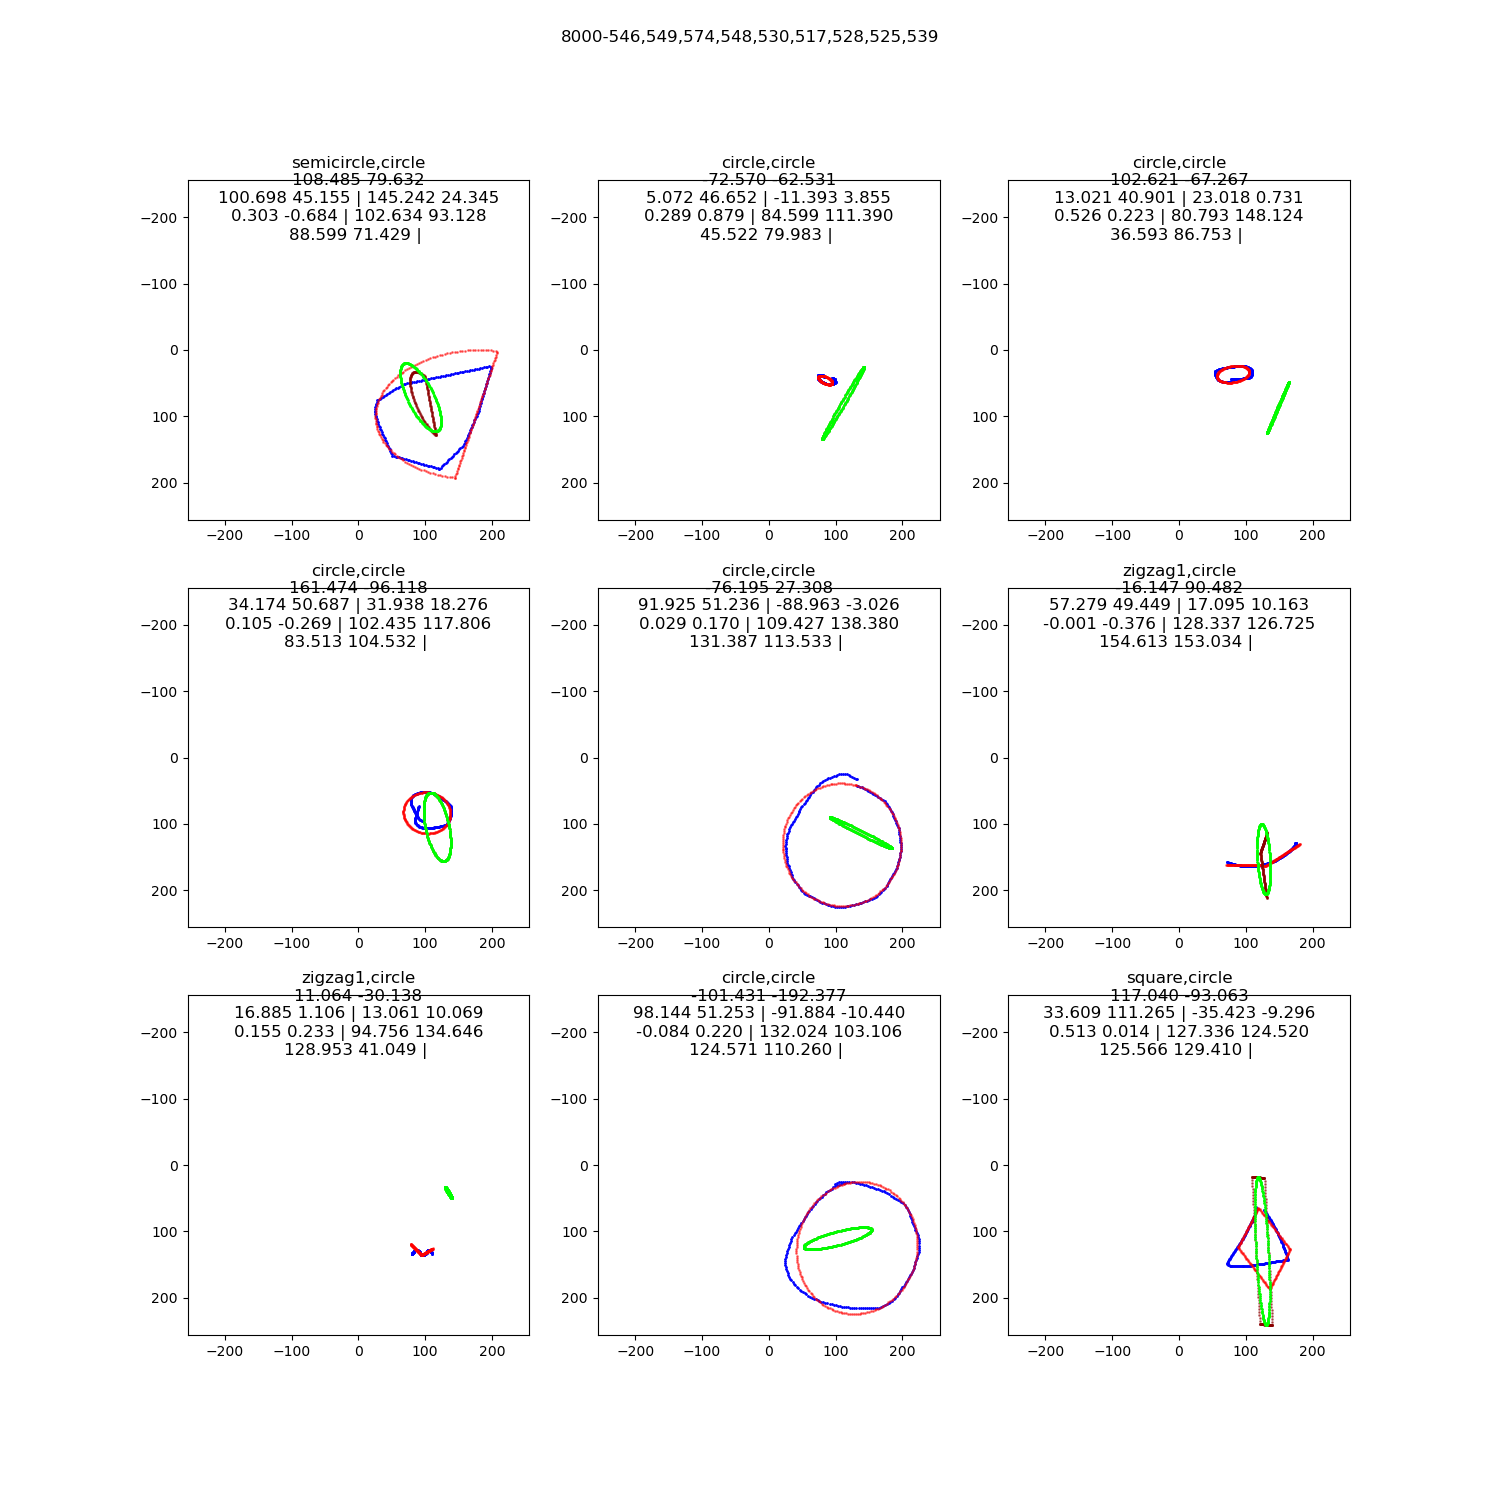 8000-546,549,574,548,530,517,528,525,539
semicircle,circle
108.485 79.632
100.698 45.155 | 145.242 24.345
0.303 -0.684 | 102.634 93.128
88.599 71.429 |
−200
−100
0
100
200
−200 −100 0 100 200
circle,circle
-72.570 -62.531
5.072 46.652 | -11.393 3.855
0.289 0.879 | 84.599 111.390
45.522 79.983 |
−200 −100 0 100 200
circle,circle
102.621 -67.267
13.021 40.901 | 23.018 0.731
0.526 0.223 | 80.793 148.124
36.593 86.753 |
−200
−100
0
100
200
−200 −100 0 100 200
circle,circle
161.474 -96.118
34.174 50.687 | 31.938 18.276
0.105 -0.269 | 102.435 117.806
83.513 104.532 |
−200
−100
0
100
200
−200 −100 0 100 200
circle,circle
-76.195 27.308
91.925 51.236 | -88.963 -3.026
0.029 0.170 | 109.427 138.380
131.387 113.533 |
−200
−100
0
100
200
−200 −100 0 100 200
zigzag1,circle
-16.147 90.482
57.279 49.449 | 17.095 10.163
-0.001 -0.376 | 128.337 126.725
154.613 153.034 |
−200
−100
0
100
200
−200 −100 0 100 200
zigzag1,circle
11.064 -30.138
16.885 1.106 | 13.061 10.069
0.155 0.233 | 94.756 134.646
128.953 41.049 |
−200
−100
0
100
200
−200 −100 0 100 200
circle,circle
-101.431 -192.377
98.144 51.253 | -91.884 -10.440
-0.084 0.220 | 132.024 103.106
124.571 110.260 |
−200
−100
0
100
200
−200 −100 0 100 200
square,circle
117.040 -93.063
33.609 111.265 | -35.423 -9.296
0.513 0.014 | 127.336 124.520
125.566 129.410 |
−200
−100
0
100
200
−200 −100 0 100 200